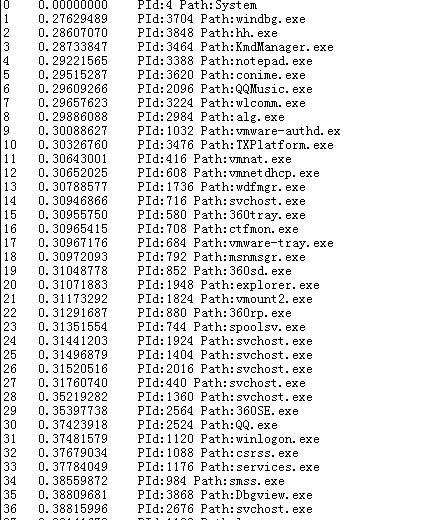 0 0.00000000 PId:4 Path:System
1 0.27629489 PId:3704 Path:windbg.exe
2 0.28607070 PId:3848 Path:hh.exe
3 0.28733847 PId:3464 Path:KmdManager.exe
4 0.29221565 PId:3388 Path:notepad.exe
5 0.29515287 PId:3620 Path:conime.exe
6 0.29609266 PId:2096 Path:QQMusic.exe
7 0.29657623 PId:3224 Path:wlcomm.exe
8 0.29886088 PId:2984 Path:alg.exe
9 0.30088627 PId:1032 Path:vmware-authd.ex
10 0.30326760 PId:3476 Path:TXPlatform.exe
11 0.30643001 PId:416 Path:vmnat.exe
12 0.30652025 PId:608 Path:vmnetdhcp.exe
13 0.30788577 PId:1736 Path:wdfmgr.exe
14 0.30946866 PId:716 Path:svchost.exe
15 0.30955750 PId:580 Path:360tray.exe
16 0.30965415 PId:708 Path:ctfmon.exe
17 0.30967176 PId:684 Path:vmware-tray.exe
18 0.30972093 PId:792 Path:msnmsgr.exe
19 0.31048778 PId:852 Path:360sd.exe
20 0.31071883 PId:1948 Path:explorer.exe
21 0.31173292 PId:1824 Path:vmount2.exe
22 0.31291687 PId:880 Path:360rp.exe
23 0.31351554 PId:744 Path:spoolsv.exe
24 0.31441203 PId:1924 Path:svchost.exe
25 0.31496879 PId:1404 Path:svchost.exe
26 0.31520516 PId:2016 Path:svchost.exe
27 0.31760740 PId:440 Path:svchost.exe
28 0.35219282 PId:1360 Path:svchost.exe
29 0.35397738 PId:2564 Path:360SE.exe
30 0.37423918 PId:2524 Path:QQ.exe
31 0.37481579 PId:1120 Path:winlogon.exe
32 0.37679034 PId:1088 Path:csrss.exe
33 0.37784049 PId:1176 Path:services.exe
34 0.38559872 PId:984 Path:smss.exe
35 0.38809681 PId:3868 Path:Dbgview.exe
36 0.38815996 PId:2676 Path:svchost.exe